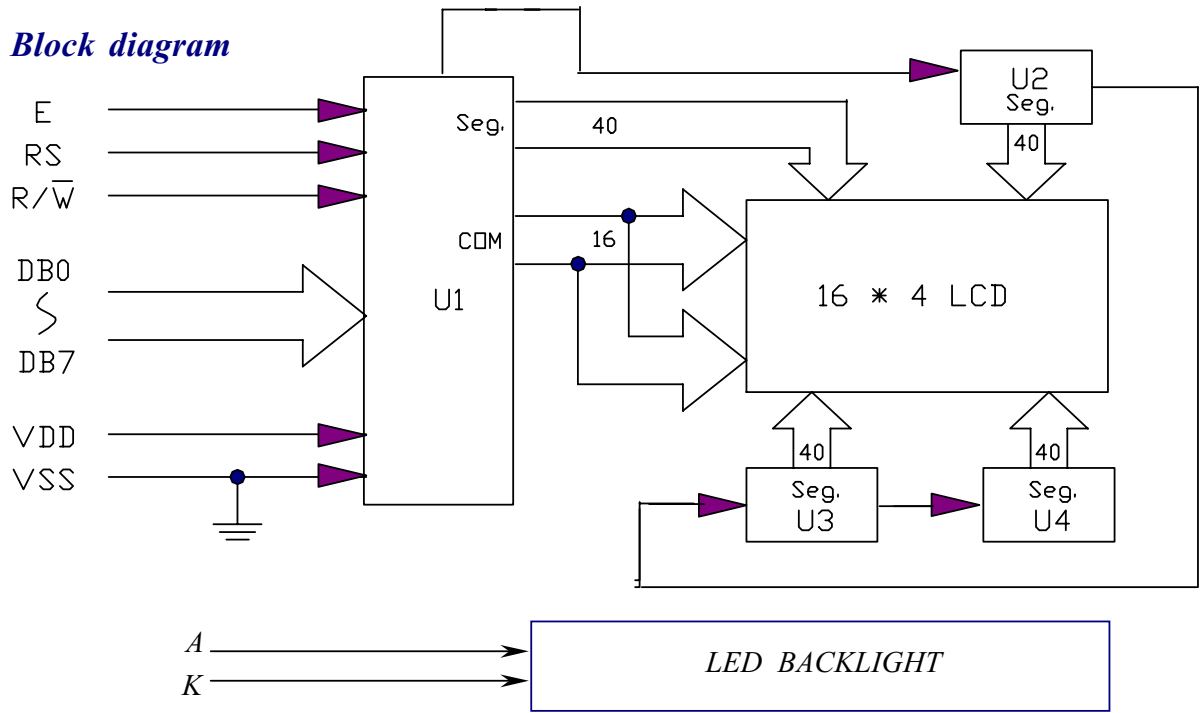 Block diagram
E
RS
R/W̅
DB0
DB7
VDD
VSS
Seg.
40
COM
16
U1
U2
Seg.
40
16 * 4 LCD
40
40
Seg.
U3
Seg.
U4
A
K
LED BACKLIGHT